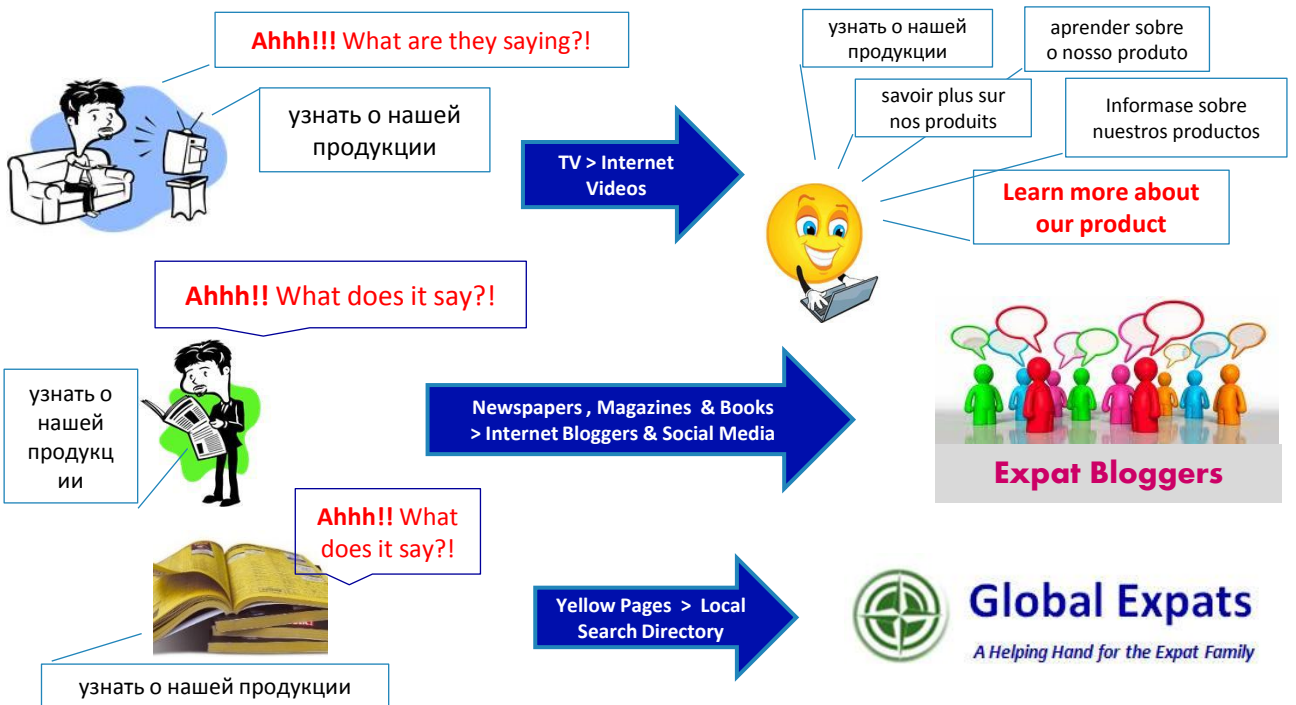 Ahhh!!! What are they saying?!
узнать о нашей
продукции
TV > Internet
Videos
узнать о нашей
продукции
aprender sobre
o nosso produto
savoir plus sur
nos produits
Informase sobre
nuestros productos
Learn more about
our product
Ahhh!! What does it say?!
узнать о
нашей
продукц
ии
Newspapers , Magazines & Books
> Internet Bloggers & Social Media
Expat Bloggers
Ahhh!! What
does it say?!
узнать о нашей продукции
Yellow Pages > Local
Search Directory
Global Expats
A Helping Hand for the Expat Family